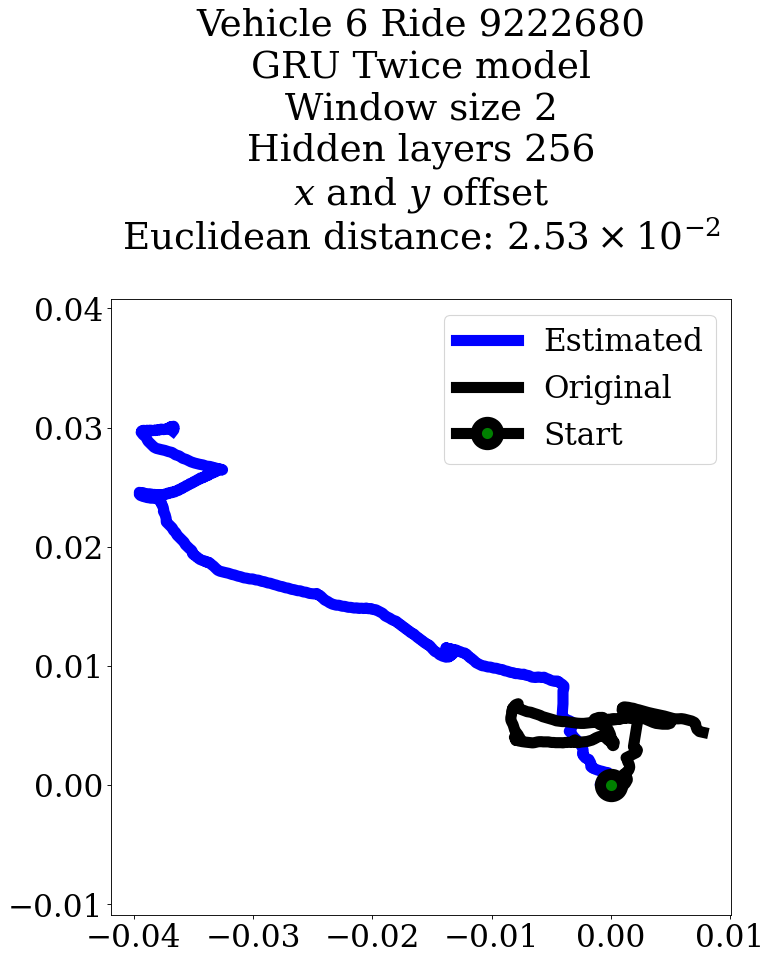 Vehicle 6 Ride 9222680
GRU Twice model
Window size 2
Hidden layers 256
x and y offset
Euclidean distance: 2.53 × 10⁻²
0.04
Estimated
0.03
Original
Start
0.02
0.01
0.00
−0.01
−0.04 −0.03 −0.02 −0.01 0.00 0.01